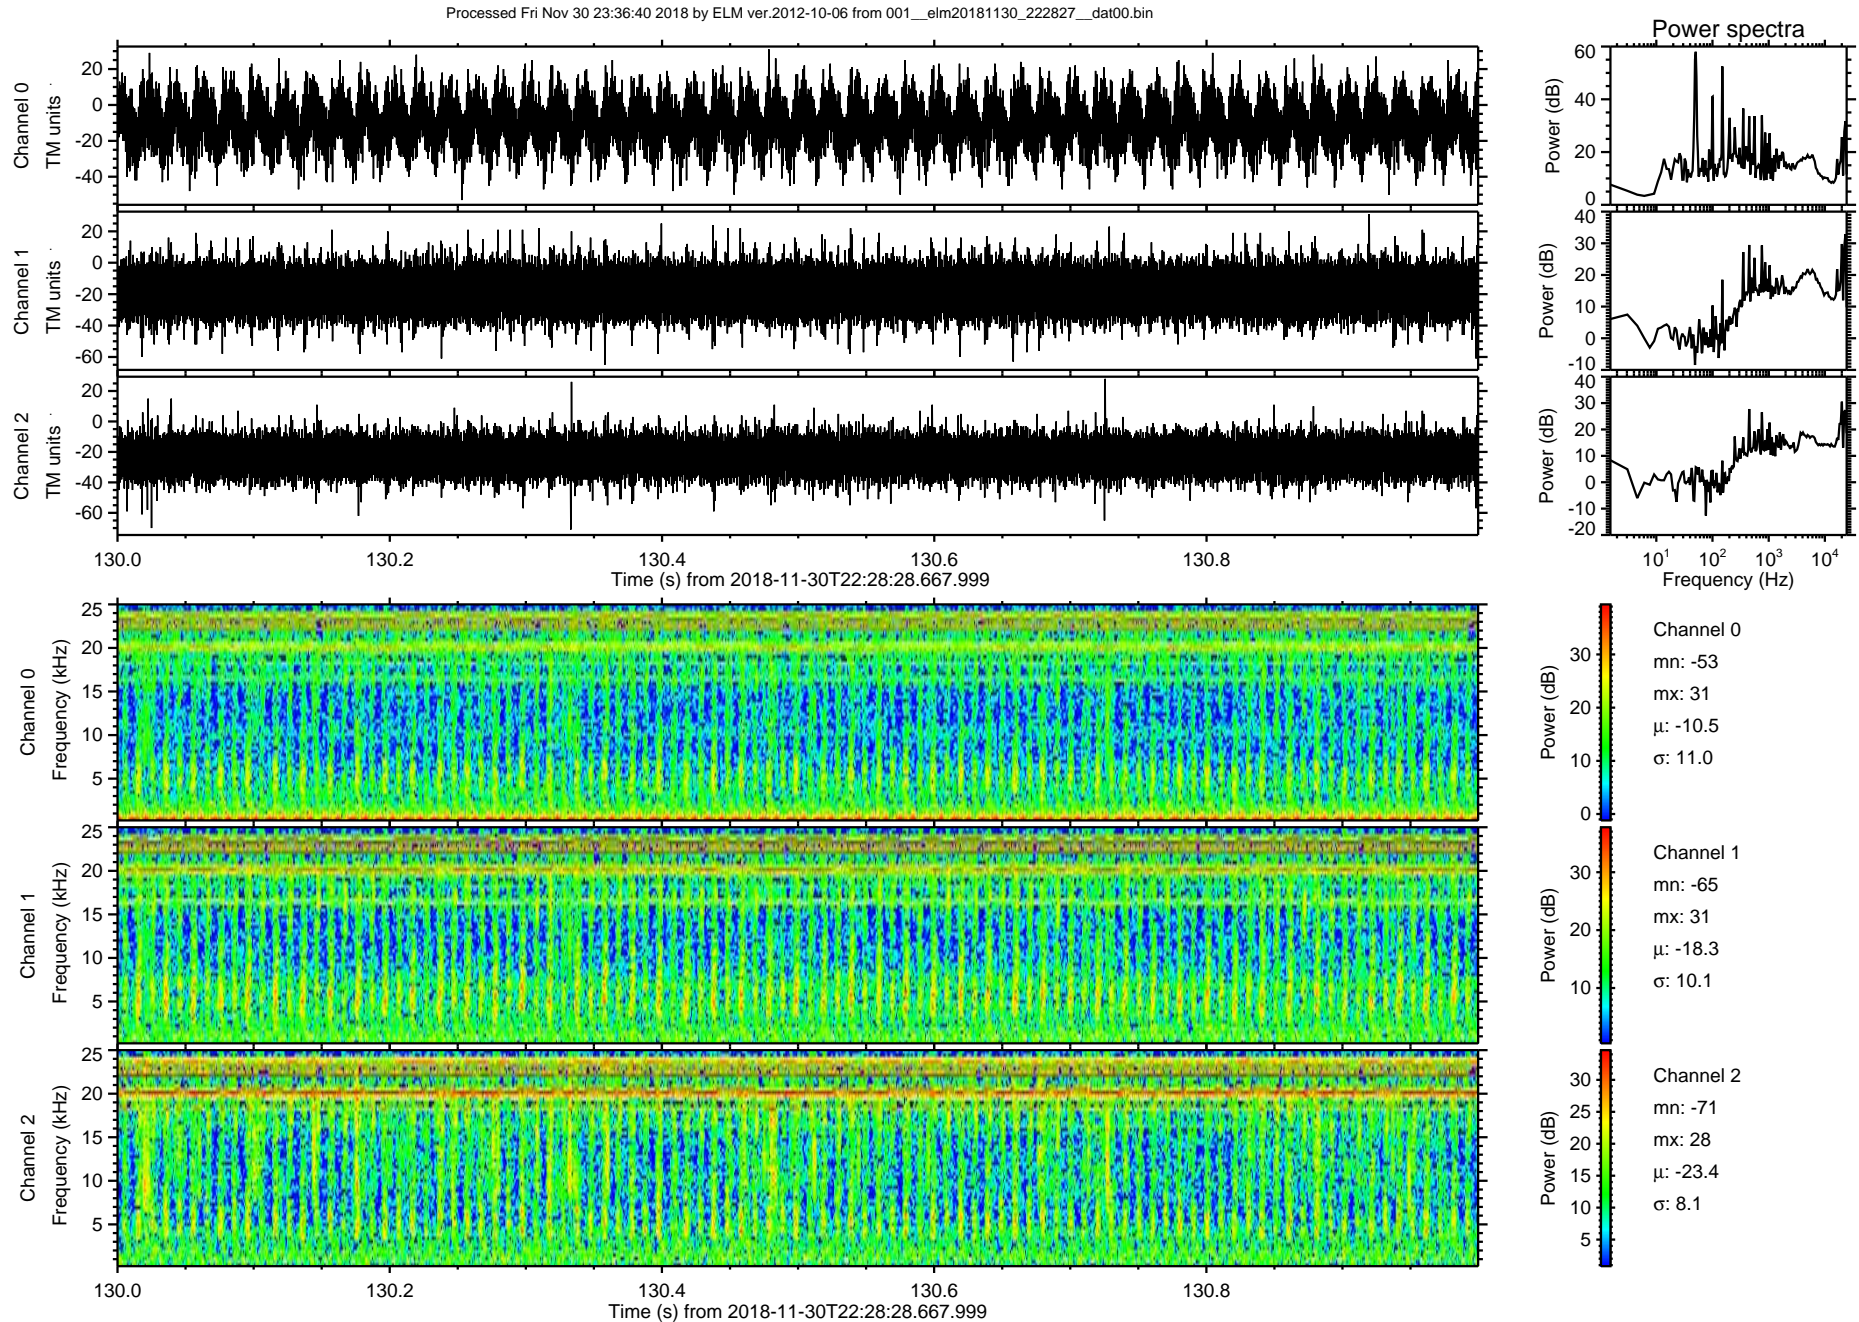 Processed Fri Nov 30 23:36:40 2018 by ELM ver.2012-10-06 from 001__elm20181130_222827__dat00.bin
Power spectra
Channel 0
TM units
20
0
-20
-40
Power (dB)
60
40
20
0
Channel 1
TM units
20
0
-20
-40
-60
Power (dB)
40
30
20
10
0
-10
Channel 2
TM units
20
0
-20
-40
-60
Power (dB)
40
30
20
10
0
-10
-20
130.0 130.2 130.4 130.6 130.8
Time (s) from 2018-11-30T22:28:28.667.999
10¹ 10² 10³ 10⁴
Frequency (Hz)
Channel 0
Frequency (kHz)
25
20
15
10
5
Power (dB)
30
20
10
0
Channel 0
mn: -53
mx: 31
μ: -10.5
σ: 11.0
Channel 1
Frequency (kHz)
25
20
15
10
5
Power (dB)
30
20
10
Channel 1
mn: -65
mx: 31
μ: -18.3
σ: 10.1
Channel 2
Frequency (kHz)
25
20
15
10
5
Power (dB)
30
25
20
15
10
5
Channel 2
mn: -71
mx: 28
μ: -23.4
σ: 8.1
130.0 130.2 130.4 130.6 130.8
Time (s) from 2018-11-30T22:28:28.667.999